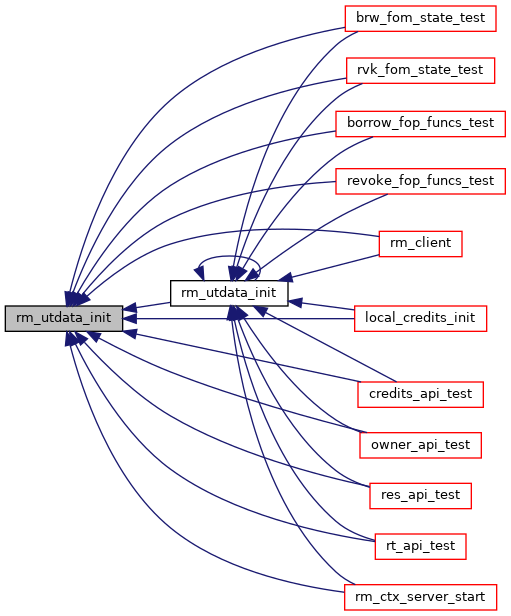 brw_fom_state_test
rvk_fom_state_test
borrow_fop_funcs_test
revoke_fop_funcs_test
rm_client
rm_utdata_init
rm_utdata_init
local_credits_init
credits_api_test
owner_api_test
res_api_test
rt_api_test
rm_ctx_server_start